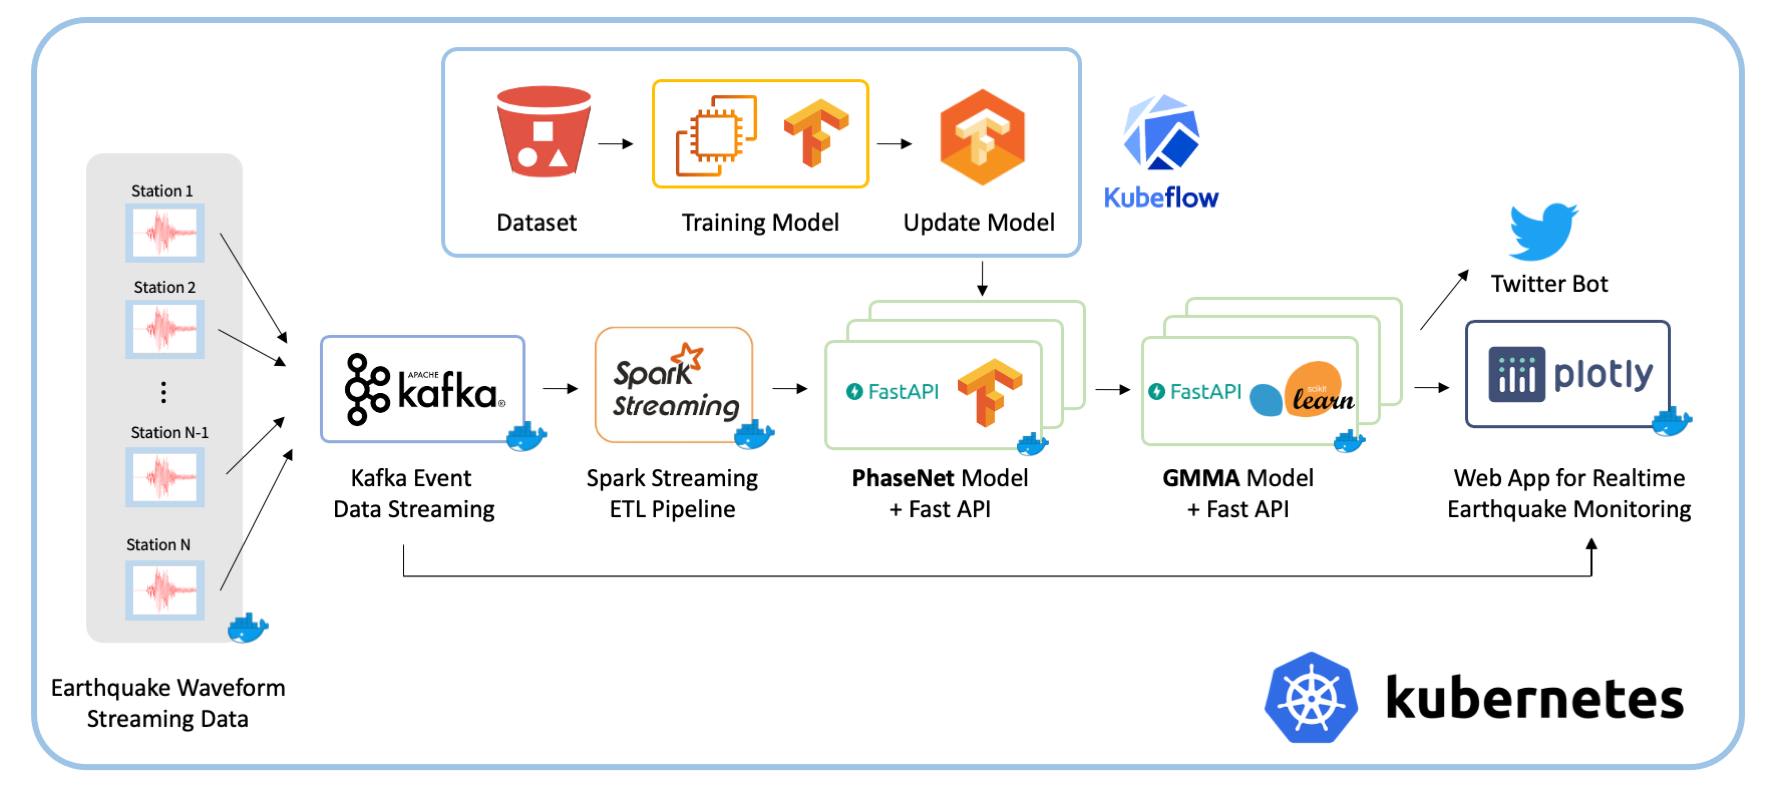 Dataset
Training Model
Update Model
Kubeflow
Station 1
Station 2
Station N-1
Station N
Earthquake Waveform
Streaming Data
APACHE
kafka®
Kafka Event
Data Streaming
Spark
Streaming
Spark Streaming
ETL Pipeline
FastAPI
PhaseNet Model
+ Fast API
FastAPI
scikit
learn
GMMA Model
+ Fast API
Twitter Bot
plotly
Web App for Realtime
Earthquake Monitoring
kubernetes